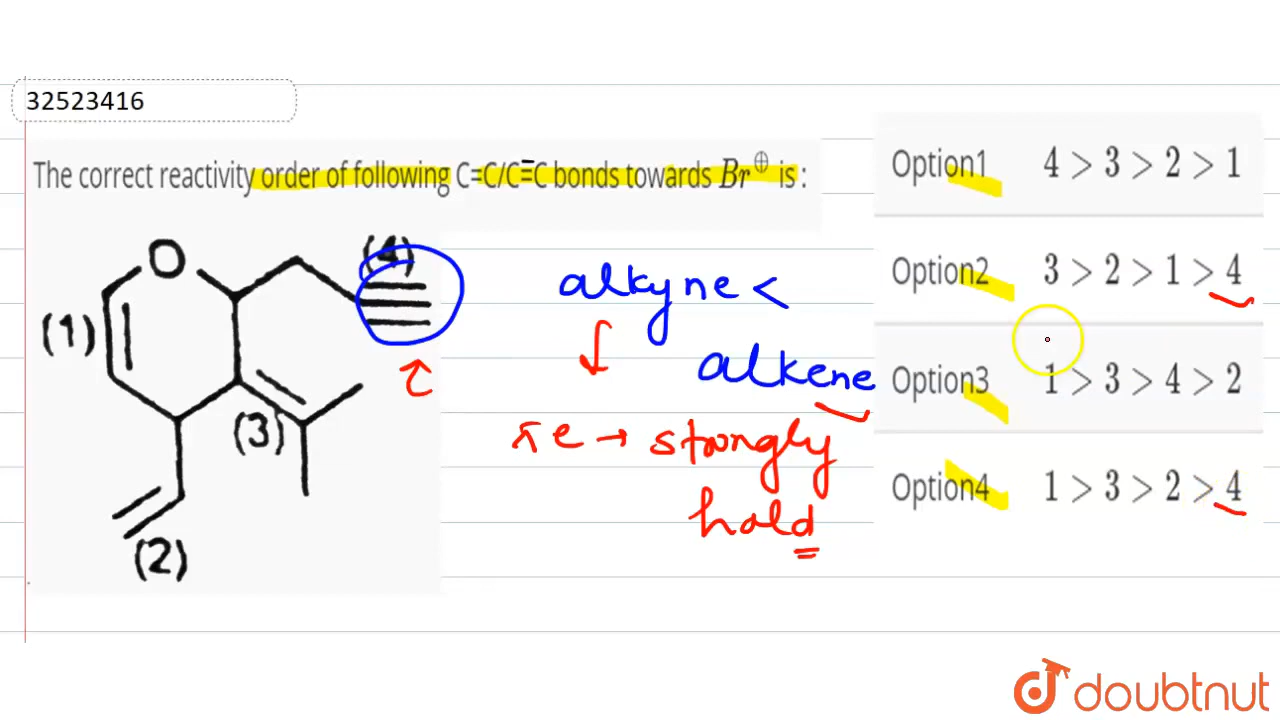 32523416
The correct reactivity order of following C=C/C≡C bonds towards Br⊕ is :
Option1 4 > 3 > 2 > 1
Option2 3 > 2 > 1 > 4
Option3 1 > 3 > 4 > 2
Option4 1 > 3 > 2 > 4
O
(4)
(1)
(3)
(2)
alkyne <
alkene
πe → strongly
hold
doubtnut